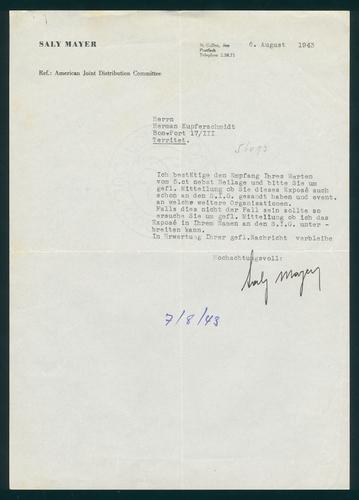 SALY MAYER
St. Gallen, den 6. August 1943
Postfach
Telephone 2.38.71
Ref.: American Joint Distribution Committee
Herrn
Herman Kupferschmidt
Bon-Port 17/III
Territet.
Ich bestätige den Empfang Ihres Werten
vom 5.ct nebst Beilage und bitte Sie um
gefl. Mitteilung ob Sie dieses Exposé auch
schon an den S.I.G. gesandt haben und event.
an welche weitere Organisationen.
Falls dies nicht der Fall sein sollte so
ersuche Sie um gefl. Mitteilung ob ich das
Exposé in Ihrem Namen an den S.I.G. unter -
breiten kann.
In Erwartung Ihrer gefl.Nachricht verbleibe
Hochachtungsvoll:
Saly Mayer
7/8/43